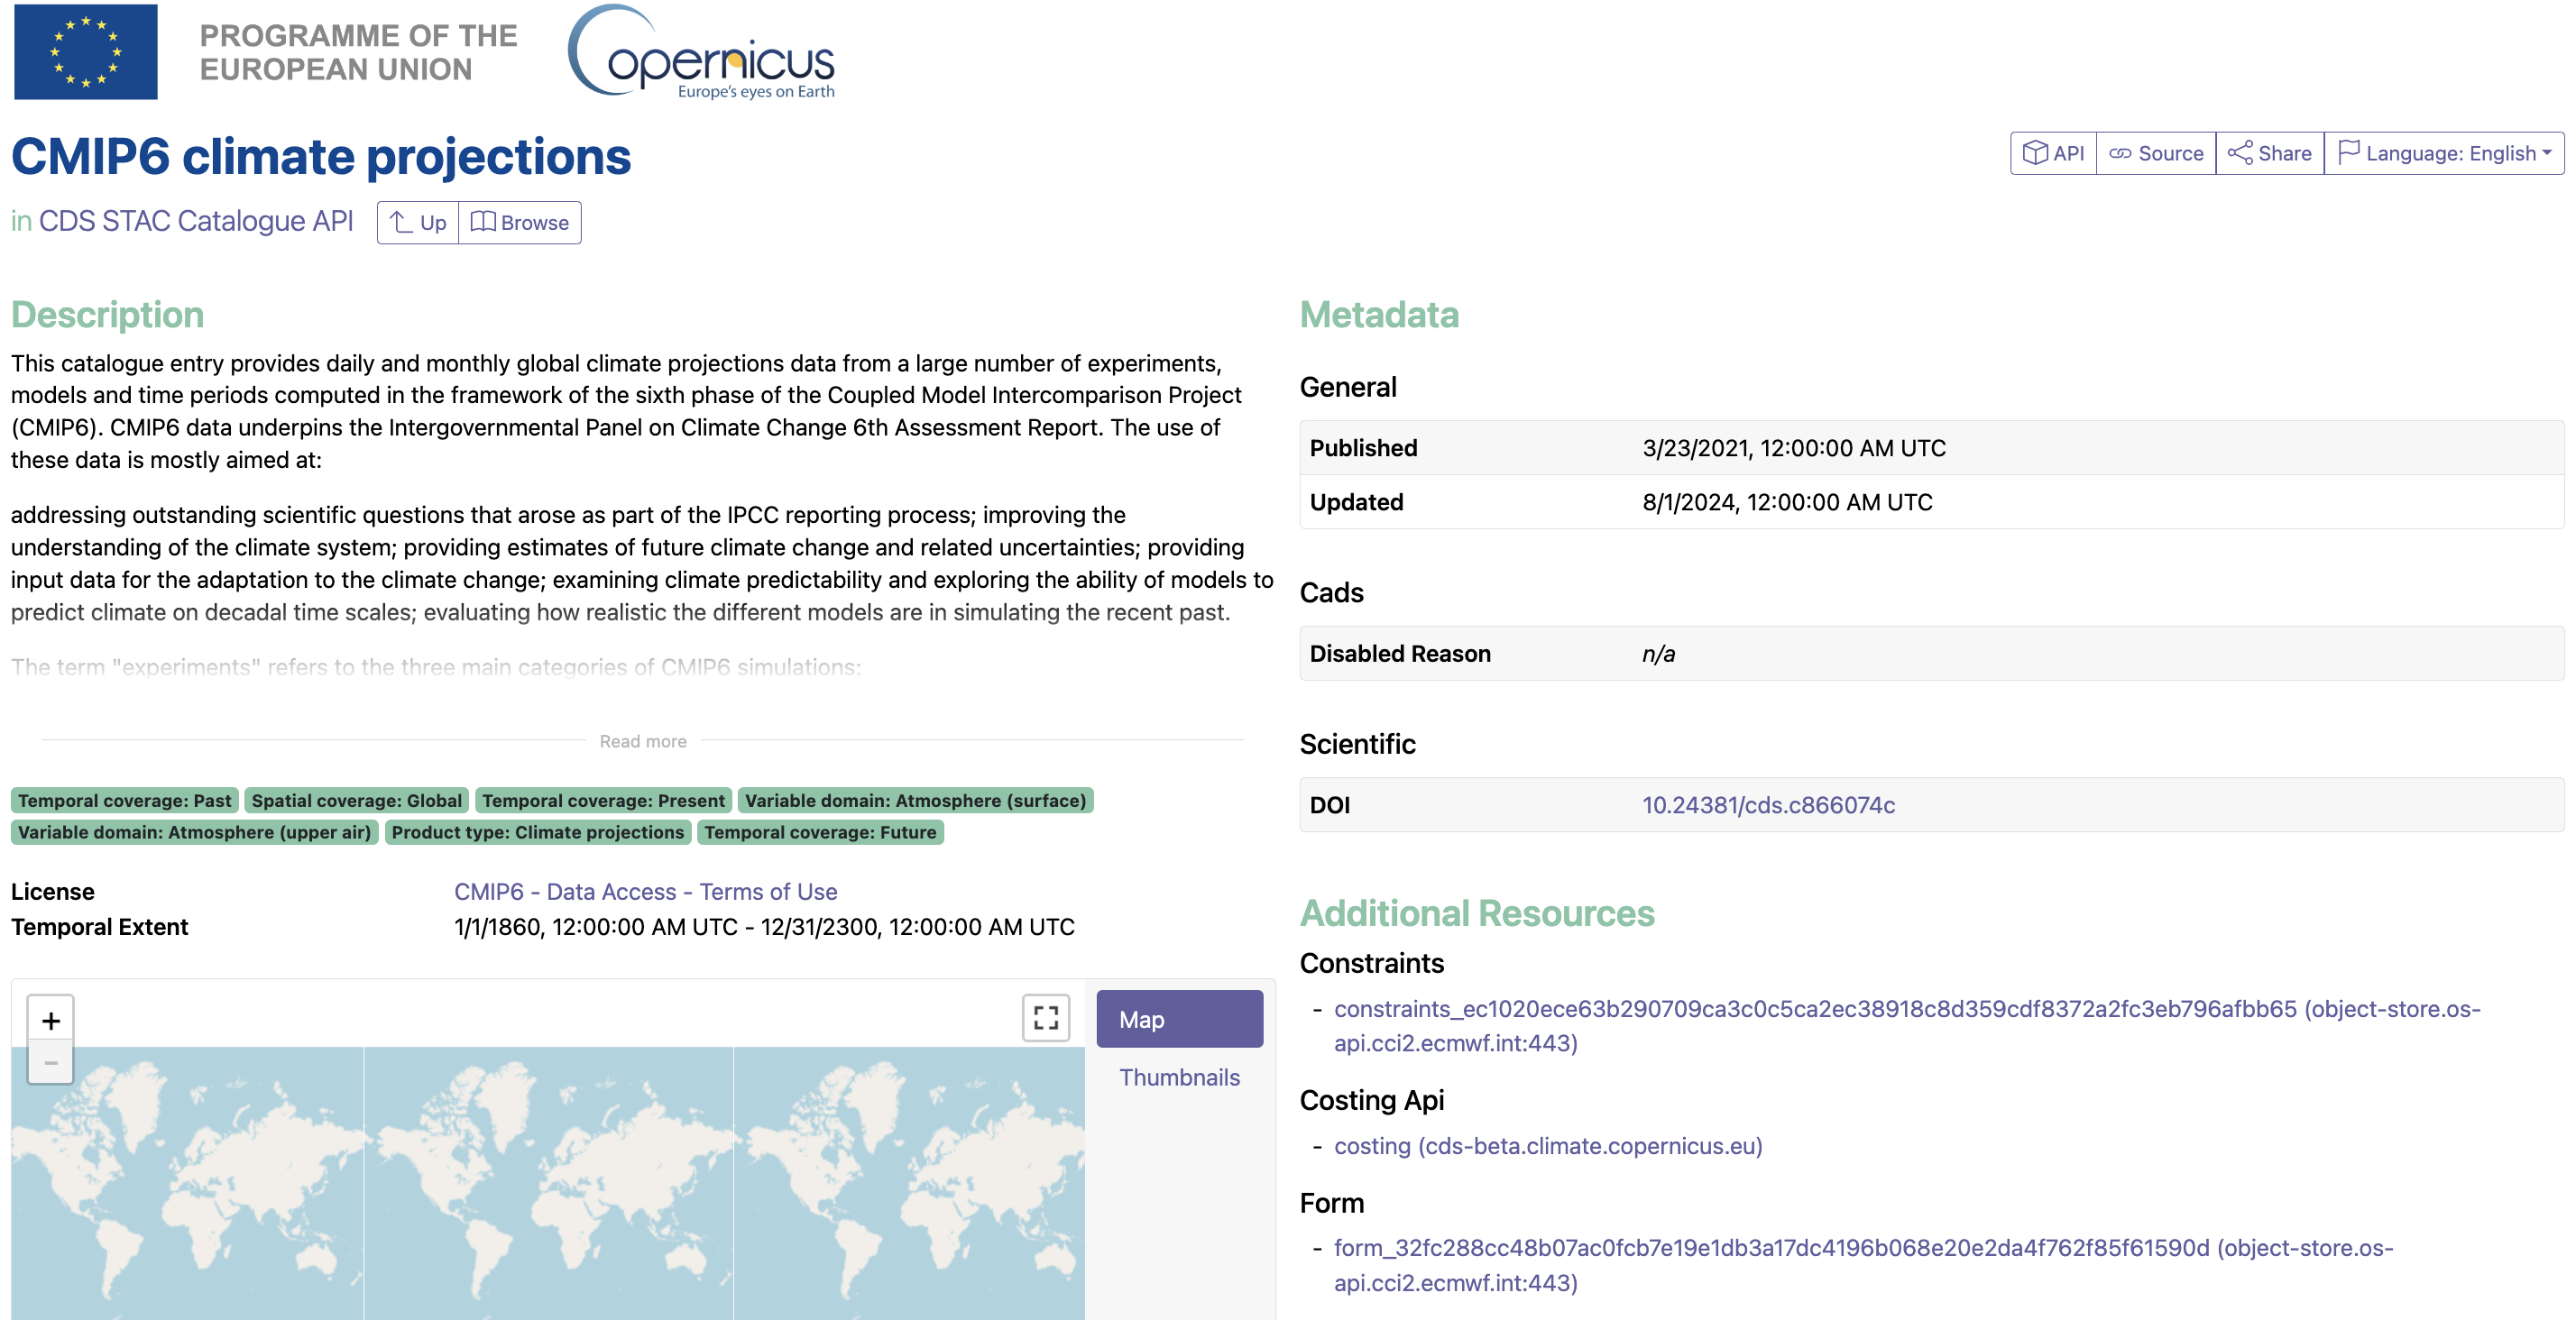 PROGRAMME OF THE
EUROPEAN UNION
Copernicus
Europe's eyes on Earth
CMIP6 climate projections
API
Source
Share
Language: English
in CDS STAC Catalogue API
Up
Browse
Description
This catalogue entry provides daily and monthly global climate projections data from a large number of experiments,
models and time periods computed in the framework of the sixth phase of the Coupled Model Intercomparison Project
(CMIP6). CMIP6 data underpins the Intergovernmental Panel on Climate Change 6th Assessment Report. The use of
these data is mostly aimed at:
addressing outstanding scientific questions that arose as part of the IPCC reporting process; improving the
understanding of the climate system; providing estimates of future climate change and related uncertainties; providing
input data for the adaptation to the climate change; examining climate predictability and exploring the ability of models to
predict climate on decadal time scales; evaluating how realistic the different models are in simulating the recent past.
The term "experiments" refers to the three main categories of CMIP6 simulations:
Read more
Temporal coverage: Past
Spatial coverage: Global
Temporal coverage: Present
Variable domain: Atmosphere (surface)
Variable domain: Atmosphere (upper air)
Product type: Climate projections
Temporal coverage: Future
License CMIP6 - Data Access - Terms of Use
Temporal Extent 1/1/1860, 12:00:00 AM UTC - 12/31/2300, 12:00:00 AM UTC
+
−
Map
Thumbnails
Metadata
General
Published 3/23/2021, 12:00:00 AM UTC
Updated 8/1/2024, 12:00:00 AM UTC
Cads
Disabled Reason n/a
Scientific
DOI 10.24381/cds.c866074c
Additional Resources
Constraints
- constraints_ec1020ece63b290709ca3c0c5ca2ec38918c8d359cdf8372a2fc3eb796afbb65 (object-store.os-
api.cci2.ecmwf.int:443)
Costing Api
- costing (cds-beta.climate.copernicus.eu)
Form
- form_32fc288cc48b07ac0fcb7e19e1db3a17dc4196b068e20e2da4f762f85f61590d (object-store.os-
api.cci2.ecmwf.int:443)